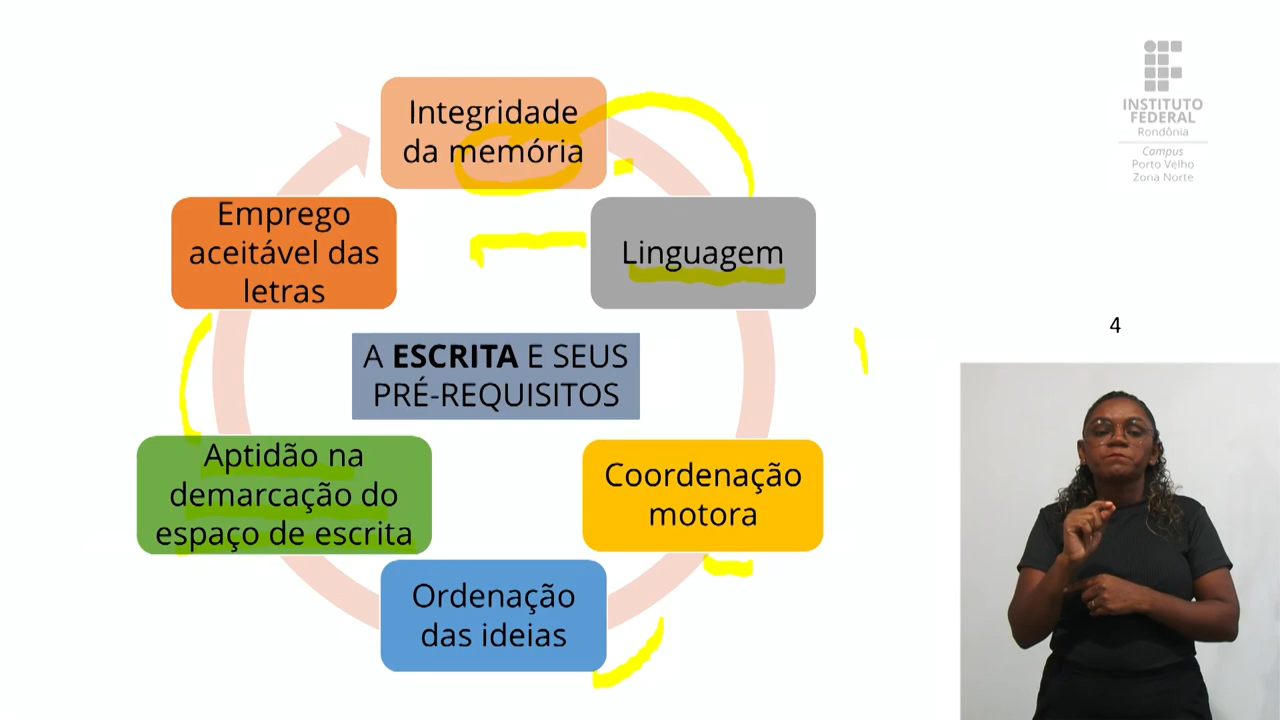 Integridade
da memória
Linguagem
Coordenação
motora
Ordenação
das ideias
Aptidão na
demarcação do
espaço de escrita
Emprego
aceitável das
letras
A ESCRITA E SEUS
PRÉ-REQUISITOS
INSTITUTO
FEDERAL
Rondônia
Campus
Porto Velho
Zona Norte
4